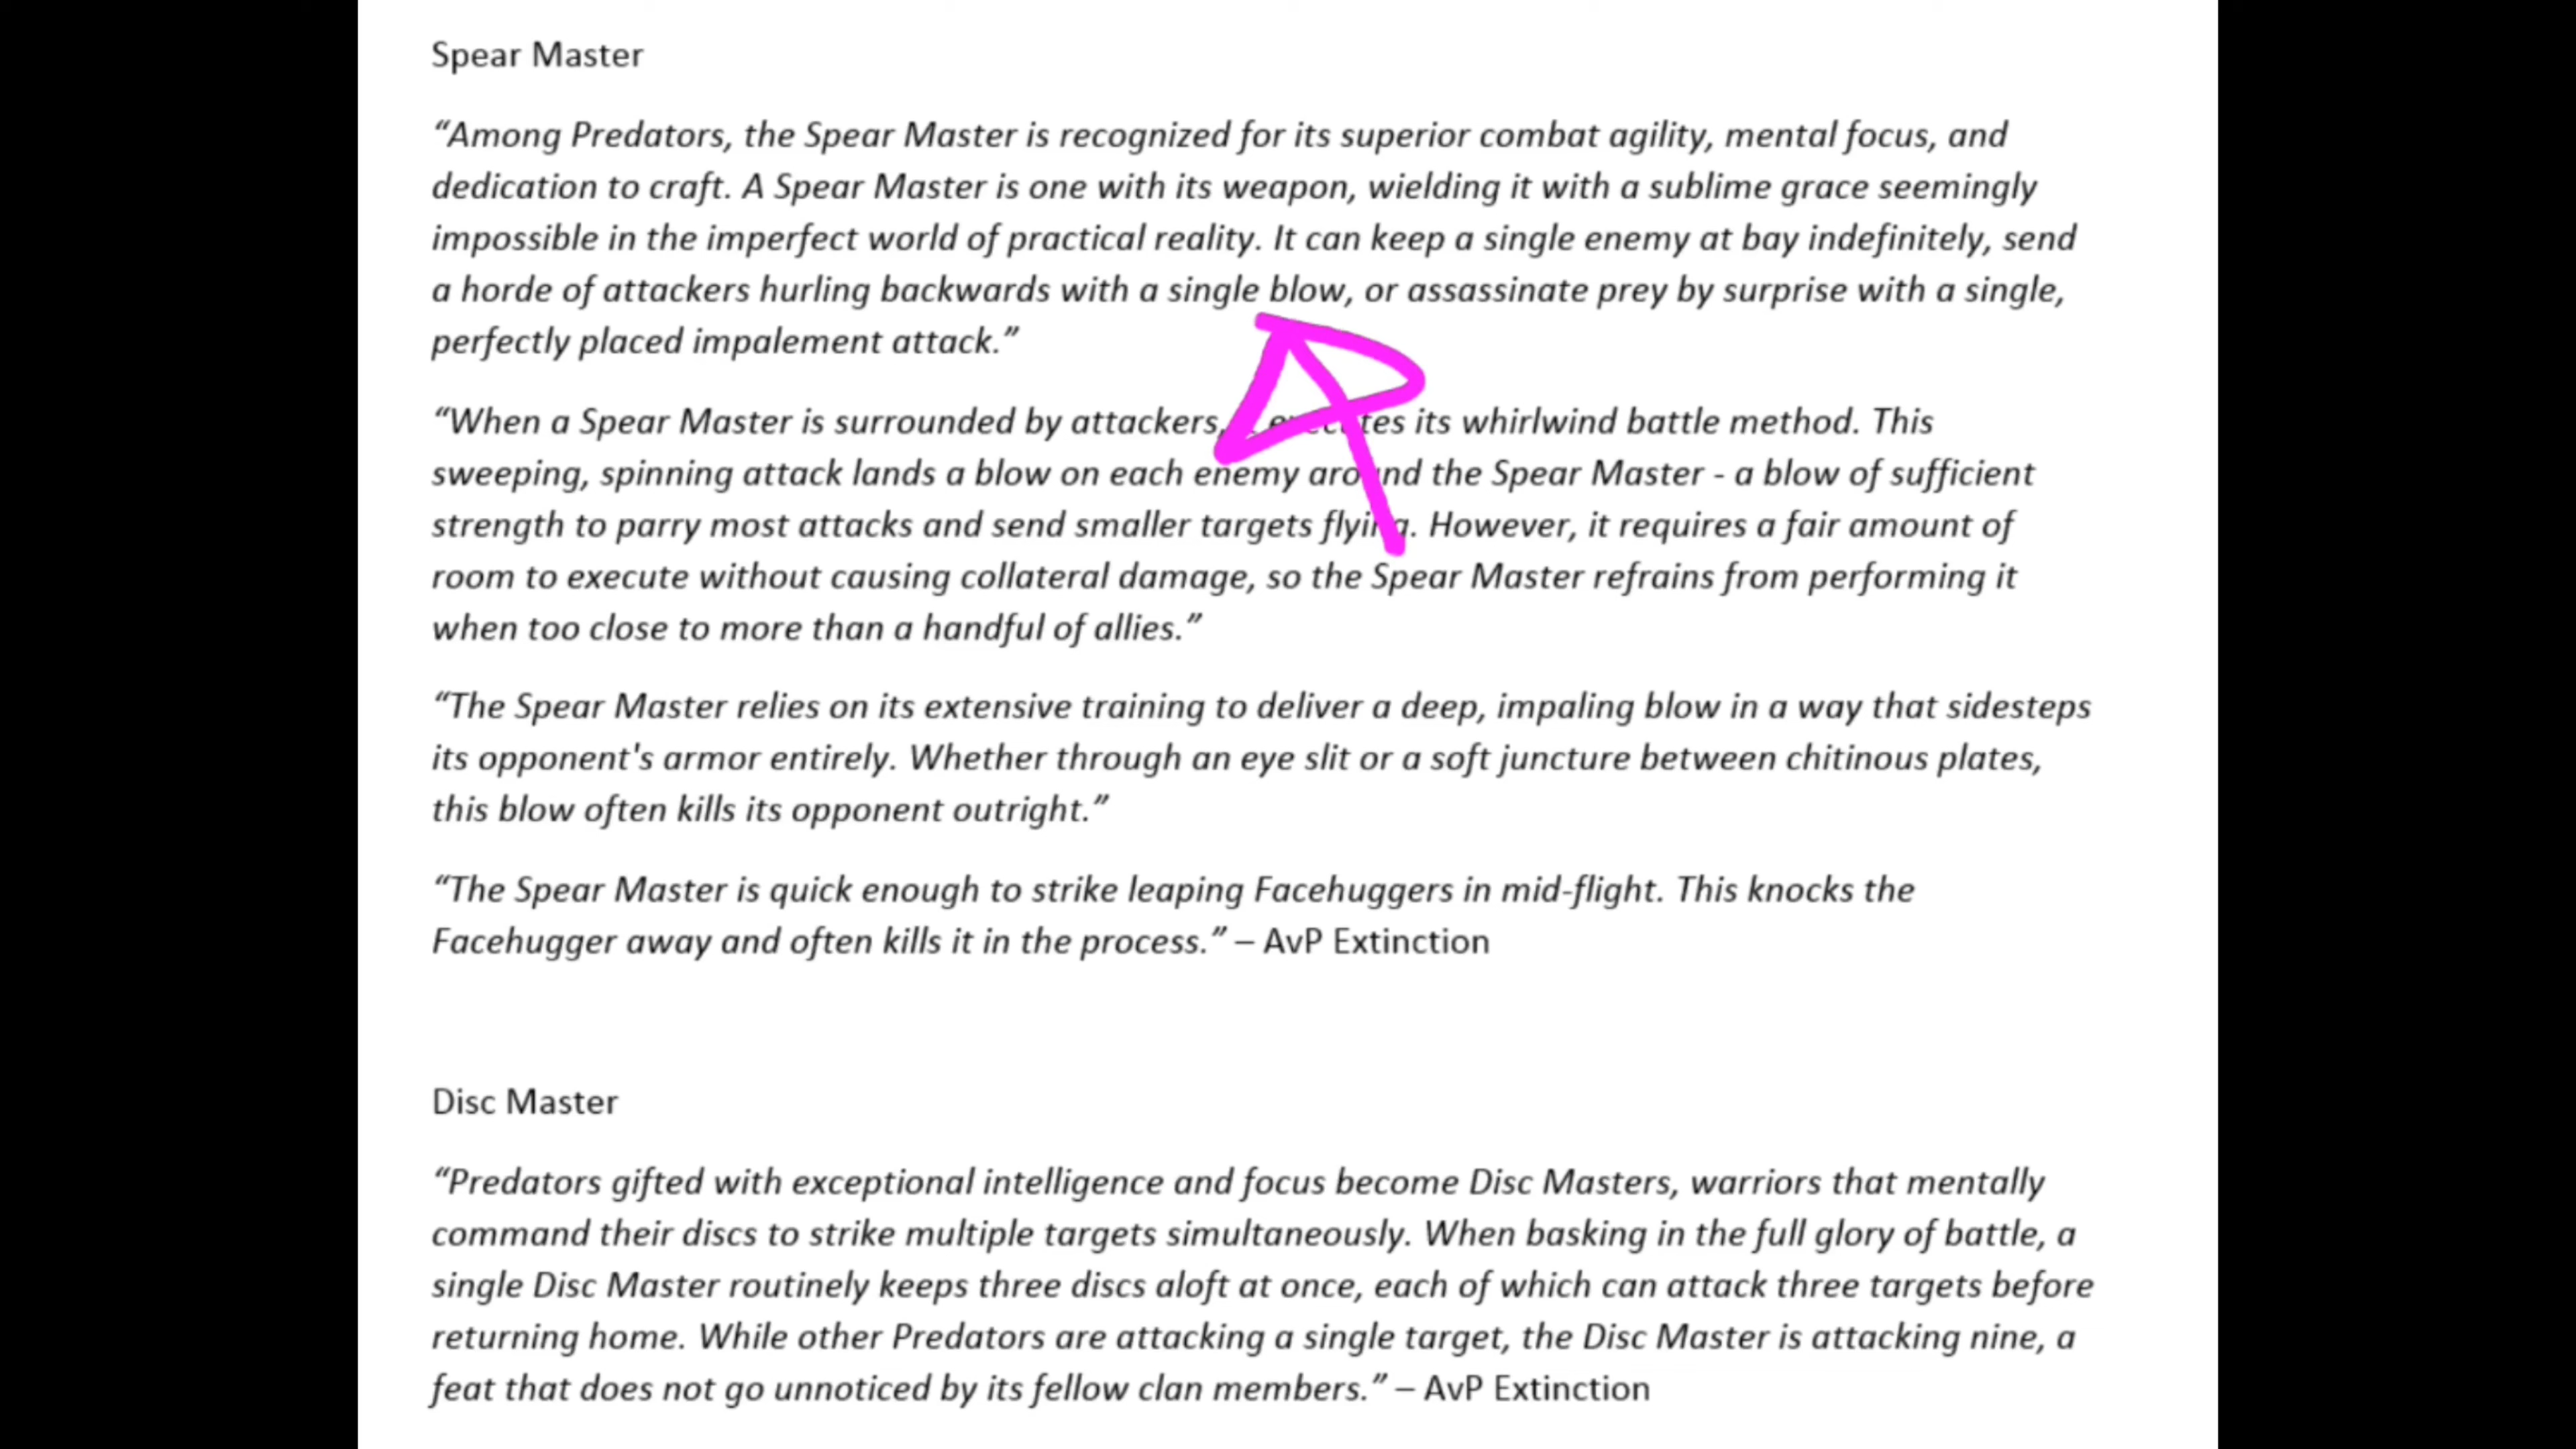 Spear Master
“Among Predators, the Spear Master is recognized for its superior combat agility, mental focus, and
dedication to craft. A Spear Master is one with its weapon, wielding it with a sublime grace seemingly
impossible in the imperfect world of practical reality. It can keep a single enemy at bay indefinitely, send
a horde of attackers hurling backwards with a single blow, or assassinate prey by surprise with a single,
perfectly placed impalement attack.”
“When a Spear Master is surrounded by attackers, executes its whirlwind battle method. This
sweeping, spinning attack lands a blow on each enemy around the Spear Master - a blow of sufficient
strength to parry most attacks and send smaller targets flying. However, it requires a fair amount of
room to execute without causing collateral damage, so the Spear Master refrains from performing it
when too close to more than a handful of allies.”
“The Spear Master relies on its extensive training to deliver a deep, impaling blow in a way that sidesteps
its opponent's armor entirely. Whether through an eye slit or a soft juncture between chitinous plates,
this blow often kills its opponent outright.”
“The Spear Master is quick enough to strike leaping Facehuggers in mid-flight. This knocks the
Facehugger away and often kills it in the process.” – AvP Extinction
Disc Master
“Predators gifted with exceptional intelligence and focus become Disc Masters, warriors that mentally
command their discs to strike multiple targets simultaneously. When basking in the full glory of battle, a
single Disc Master routinely keeps three discs aloft at once, each of which can attack three targets before
returning home. While other Predators are attacking a single target, the Disc Master is attacking nine, a
feat that does not go unnoticed by its fellow clan members.” – AvP Extinction